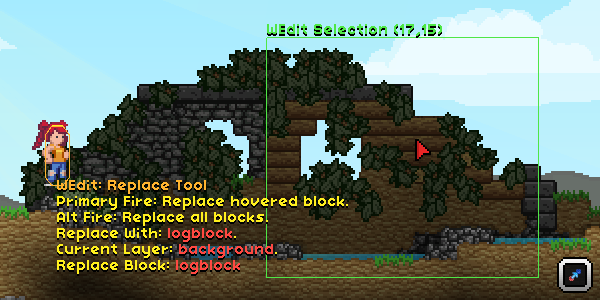 WEdit Selection (17,15)
WEdit: Replace Tool
Primary Fire: Replace hovered block.
Alt Fire: Replace all blocks.
Replace With: logblock.
Current Layer: background.
Replace Block: logblock